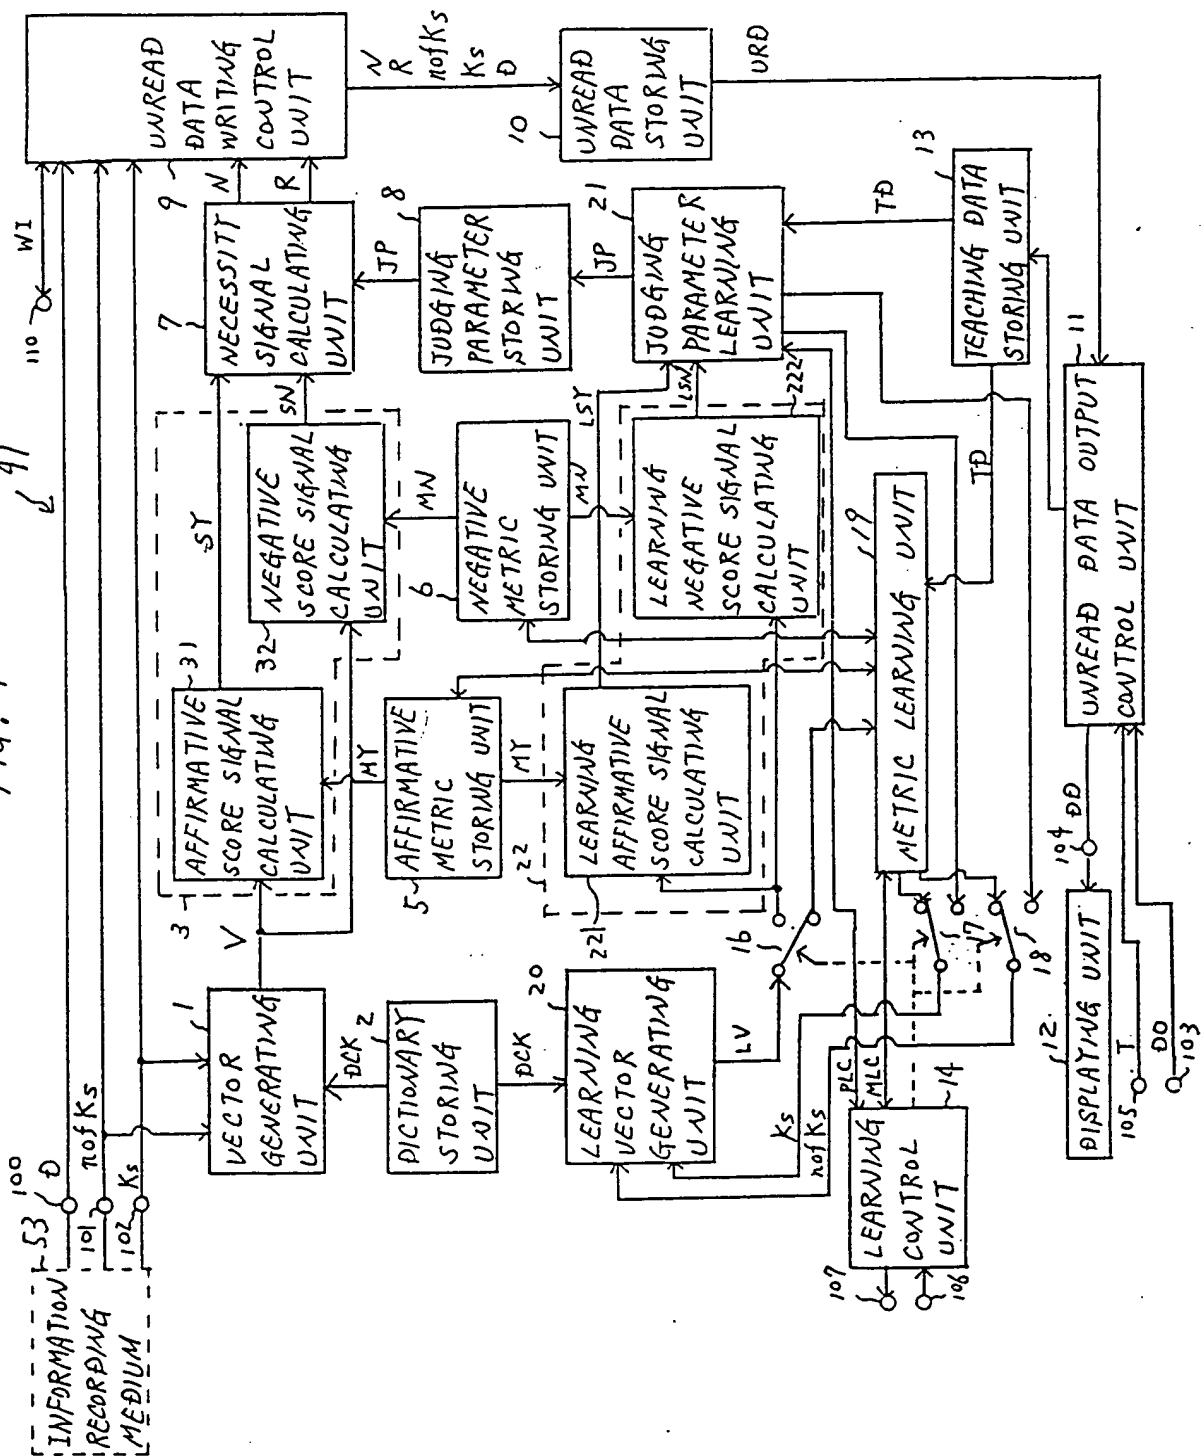 91
INFORMATION
RECORDING
MEDIUM
53
100
D
101
nofKs
102
Ks
110
WI
1
VECTOR
GENERATING
UNIT
V
DCK
2
DICTIONARY
STORING
UNIT
DCK
20
LEARNING
VECTOR
GENERATING
UNIT
LV
3
31
AFFIRMATIVE
SCORE SIGNAL
CALCULATING
UNIT
SY
32
NEGATIVE
SCORE SIGNAL
CALCULATING
UNIT
SN
MY
5
AFFIRMATIVE
METRIC
STORING UNIT
MY
MN
6
NEGATIVE
METRIC
STORING UNIT
MN
22
221
LEARNING
AFFIRMATIVE
SCORE SIGNAL
CALCULATING
UNIT
LSY
LEARNING
NEGATIVE
SCORE SIGNAL
CALCULATING
UNIT
222
LSN
7
NECESSITY
SIGNAL
CALCULATING
UNIT
N
R
JP
8
JUDGING
PARAMETER
STORING
UNIT
JP
21
JUDGING
PARAMETER
LEARNING
UNIT
TD
9
UNREAD
DATA
WRITING
CONTROL
UNIT
N
R
nofKs
Ks
D
10
UNREAD
DATA
STORING
UNIT
URD
13
TEACHING DATA
STORING UNIT
TD
16
17
18
19
METRIC LEARNING UNIT
Ks
nofKs
PLC
MLC
14
LEARNING
CONTROL
UNIT
107
106
11
UNREAD DATA OUTPUT
CONTROL UNIT
DD
104
12
DISPLAYING UNIT
105
T
DO
103